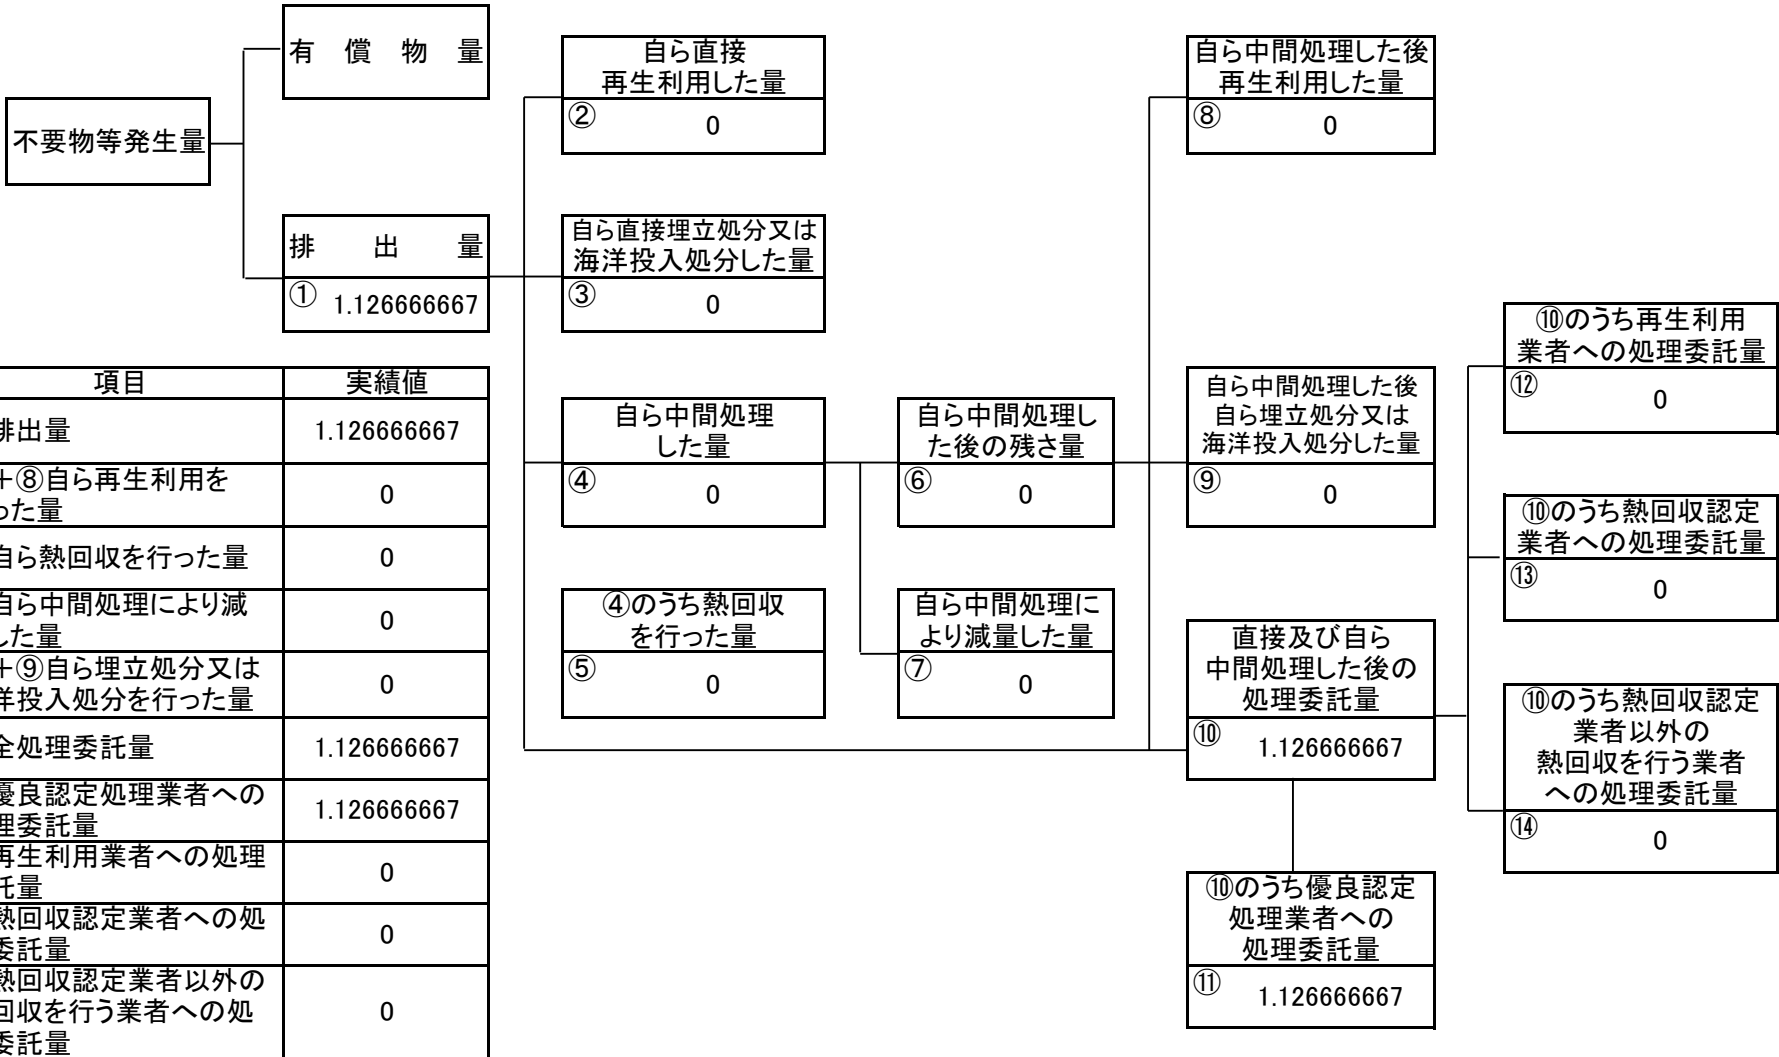 有償物量
不要物等発生量
排出量
① 1.126666667
自ら直接
再生利用した量
② 0
自ら直接埋立処分又は
海洋投入処分した量
③ 0
自ら中間処理
した量
④ 0
④のうち熱回収
を行った量
⑤ 0
自ら中間処理し
た後の残さ量
⑥ 0
自ら中間処理に
より減量した量
⑦ 0
自ら中間処理した後
再生利用した量
⑧ 0
自ら中間処理した後
自ら埋立処分又は
海洋投入処分した量
⑨ 0
直接及び自ら
中間処理した後の
処理委託量
⑩ 1.126666667
⑩のうち優良認定
処理業者への
処理委託量
⑪ 1.126666667
⑩のうち再生利用
業者への処理委託量
⑫ 0
⑩のうち熱回収認定
業者への処理委託量
⑬ 0
⑩のうち熱回収認定
業者以外の
熱回収を行う業者
への処理委託量
⑭ 0
項目 実績値
排出量 1.126666667
+⑧自ら再生利用を
った量 0
自ら熱回収を行った量 0
自ら中間処理により減
した量 0
+⑨自ら埋立処分又は
洋投入処分を行った量 0
全処理委託量 1.126666667
優良認定処理業者への
理委託量 1.126666667
再生利用業者への処理
託量 0
熱回収認定業者への処
委託量 0
熱回収認定業者以外の
回収を行う業者への処
委託量 0